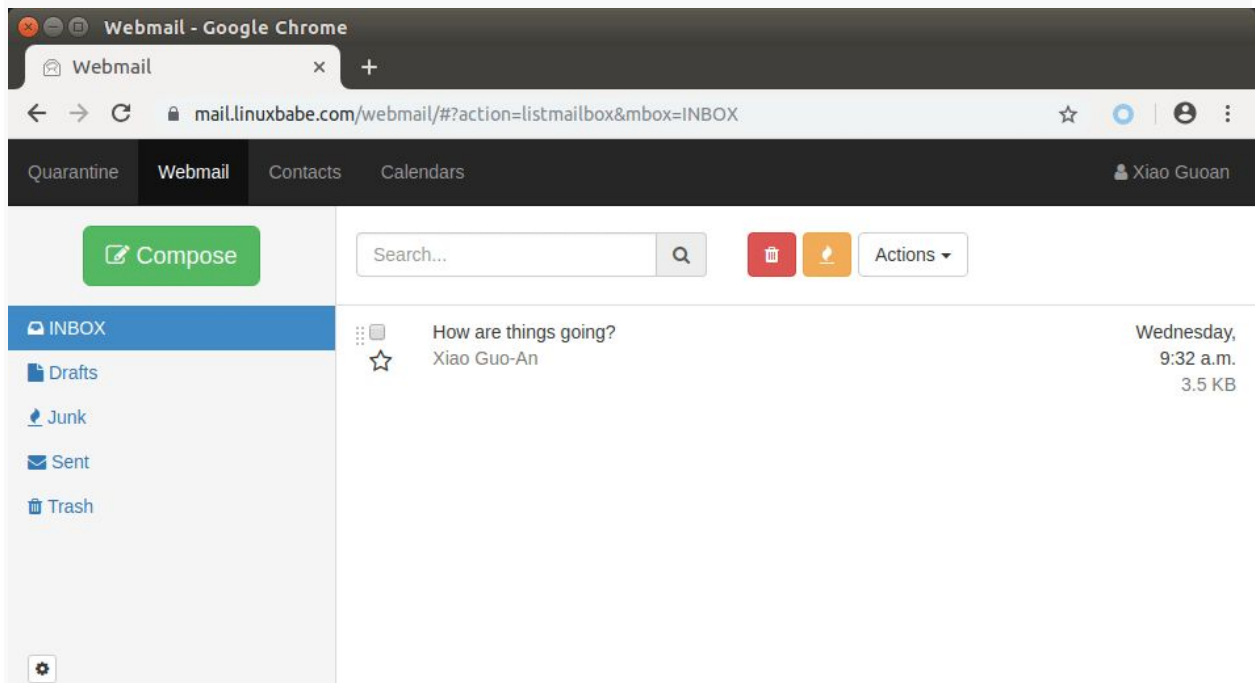 Webmail - Google Chrome
Webmail
mail.linuxbabe.com/webmail/#?action=listmailbox&mbox=INBOX
Quarantine Webmail Contacts Calendars Xiao Guoan
Compose Search... Actions
INBOX
How are things going? Wednesday,
Xiao Guo-An 9:32 a.m.
3.5 KB
Drafts
Junk
Sent
Trash